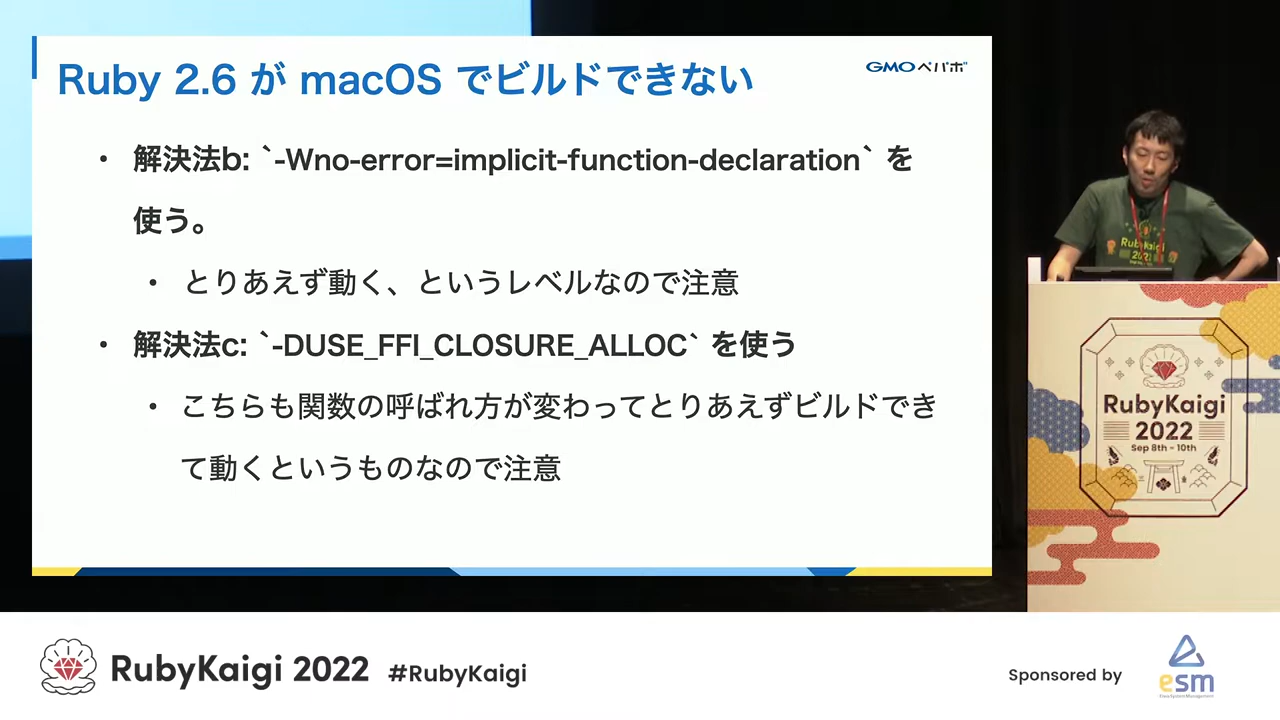 Ruby 2.6 が macOS でビルドできない
GMOペパボ
・ 解決法b: `-Wno-error=implicit-function-declaration` を
使う。
・ とりあえず動く、というレベルなので注意
・ 解決法c: `-DUSE_FFI_CLOSURE_ALLOC` を使う
・ こちらも関数の呼ばれ方が変わってとりあえずビルドでき
て動くというものなので注意
RubyKaigi
2022
RubyKaigi
2022
Sep 8th - 10th
RubyKaigi 2022 #RubyKaigi
Sponsored by
esm